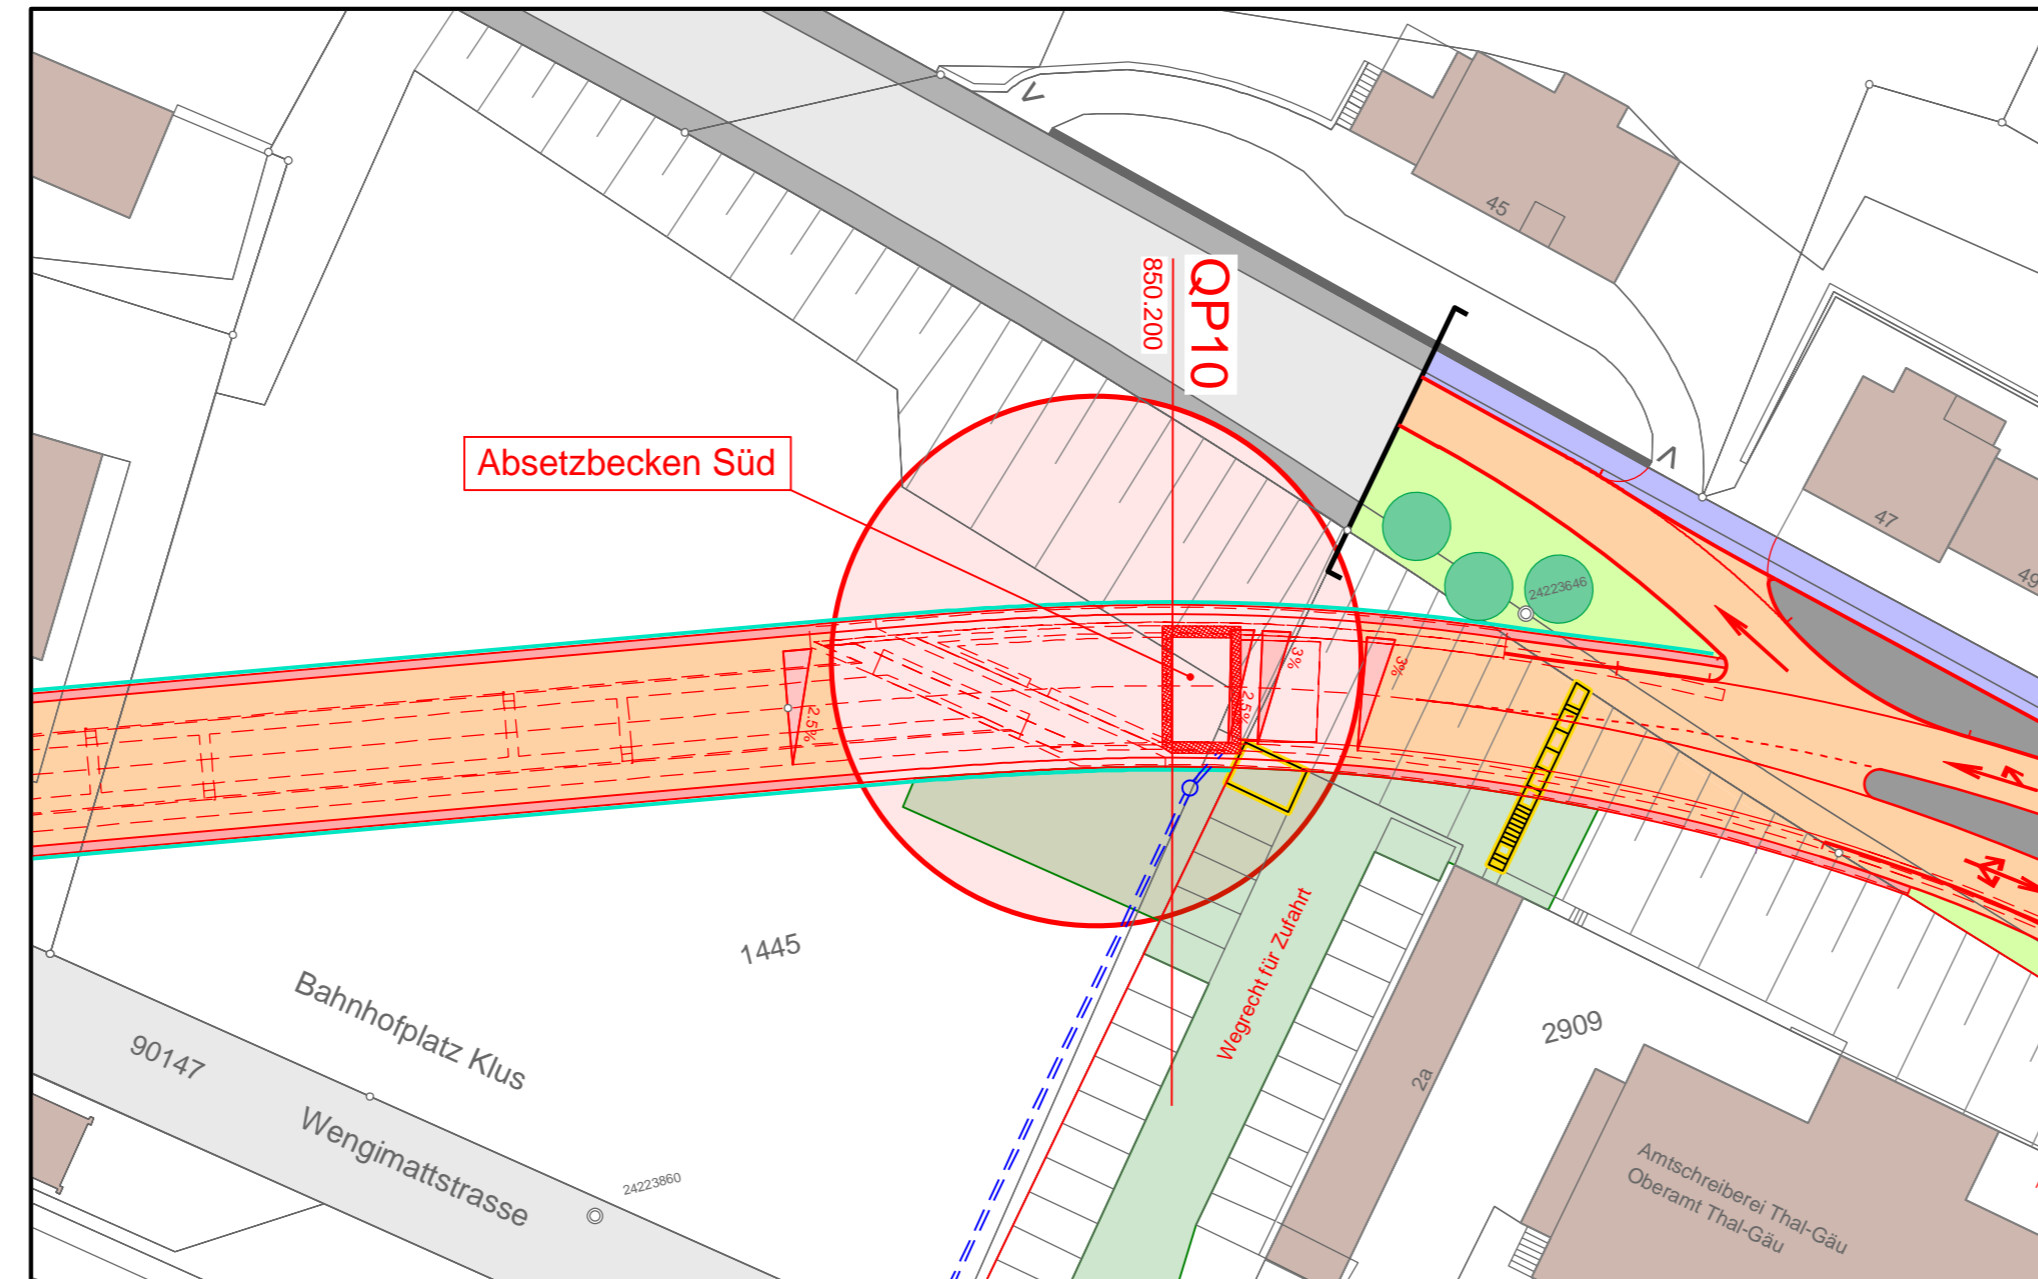 45
QP10
850.200
Absetzbecken Süd
47
49
24223646
3%
3%
2.5%
2.5%
1445
Wegrecht für Zufahrt
Bahnhofplatz Klus
90147
2909
2a
Wengimattstrasse
24223860
Amtschreiberei Thal-Gäu
Oberamt Thal-Gäu